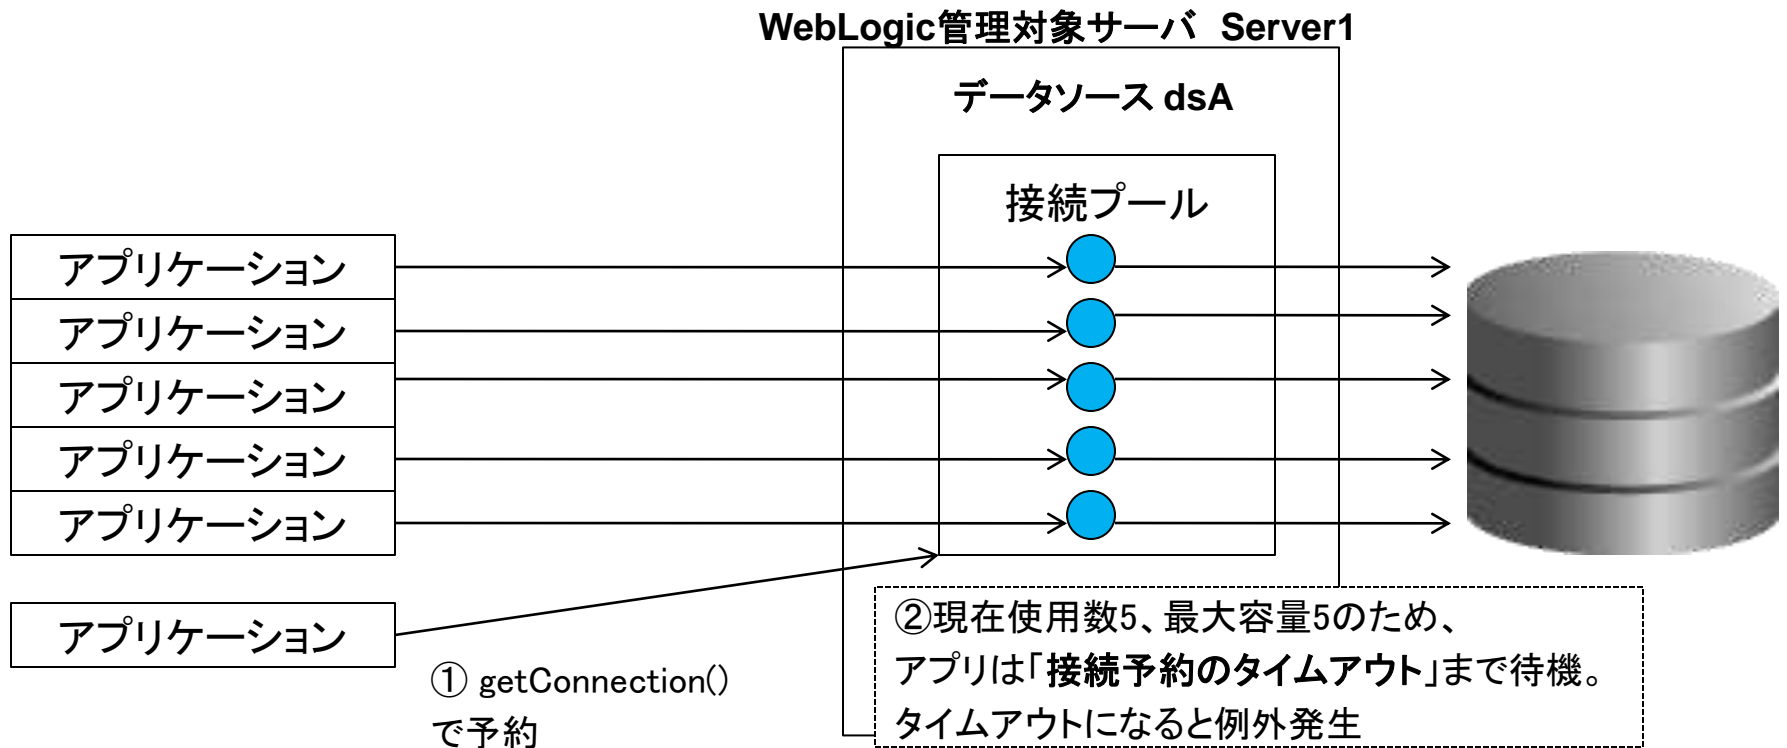 WebLogic管理対象サーバ Server1
データソース dsA
接続プール
アプリケーション
アプリケーション
アプリケーション
アプリケーション
アプリケーション
アプリケーション
① getConnection()
で予約
②現在使用数5、最大容量5のため、
アプリは「接続予約のタイムアウト」まで待機。
タイムアウトになると例外発生